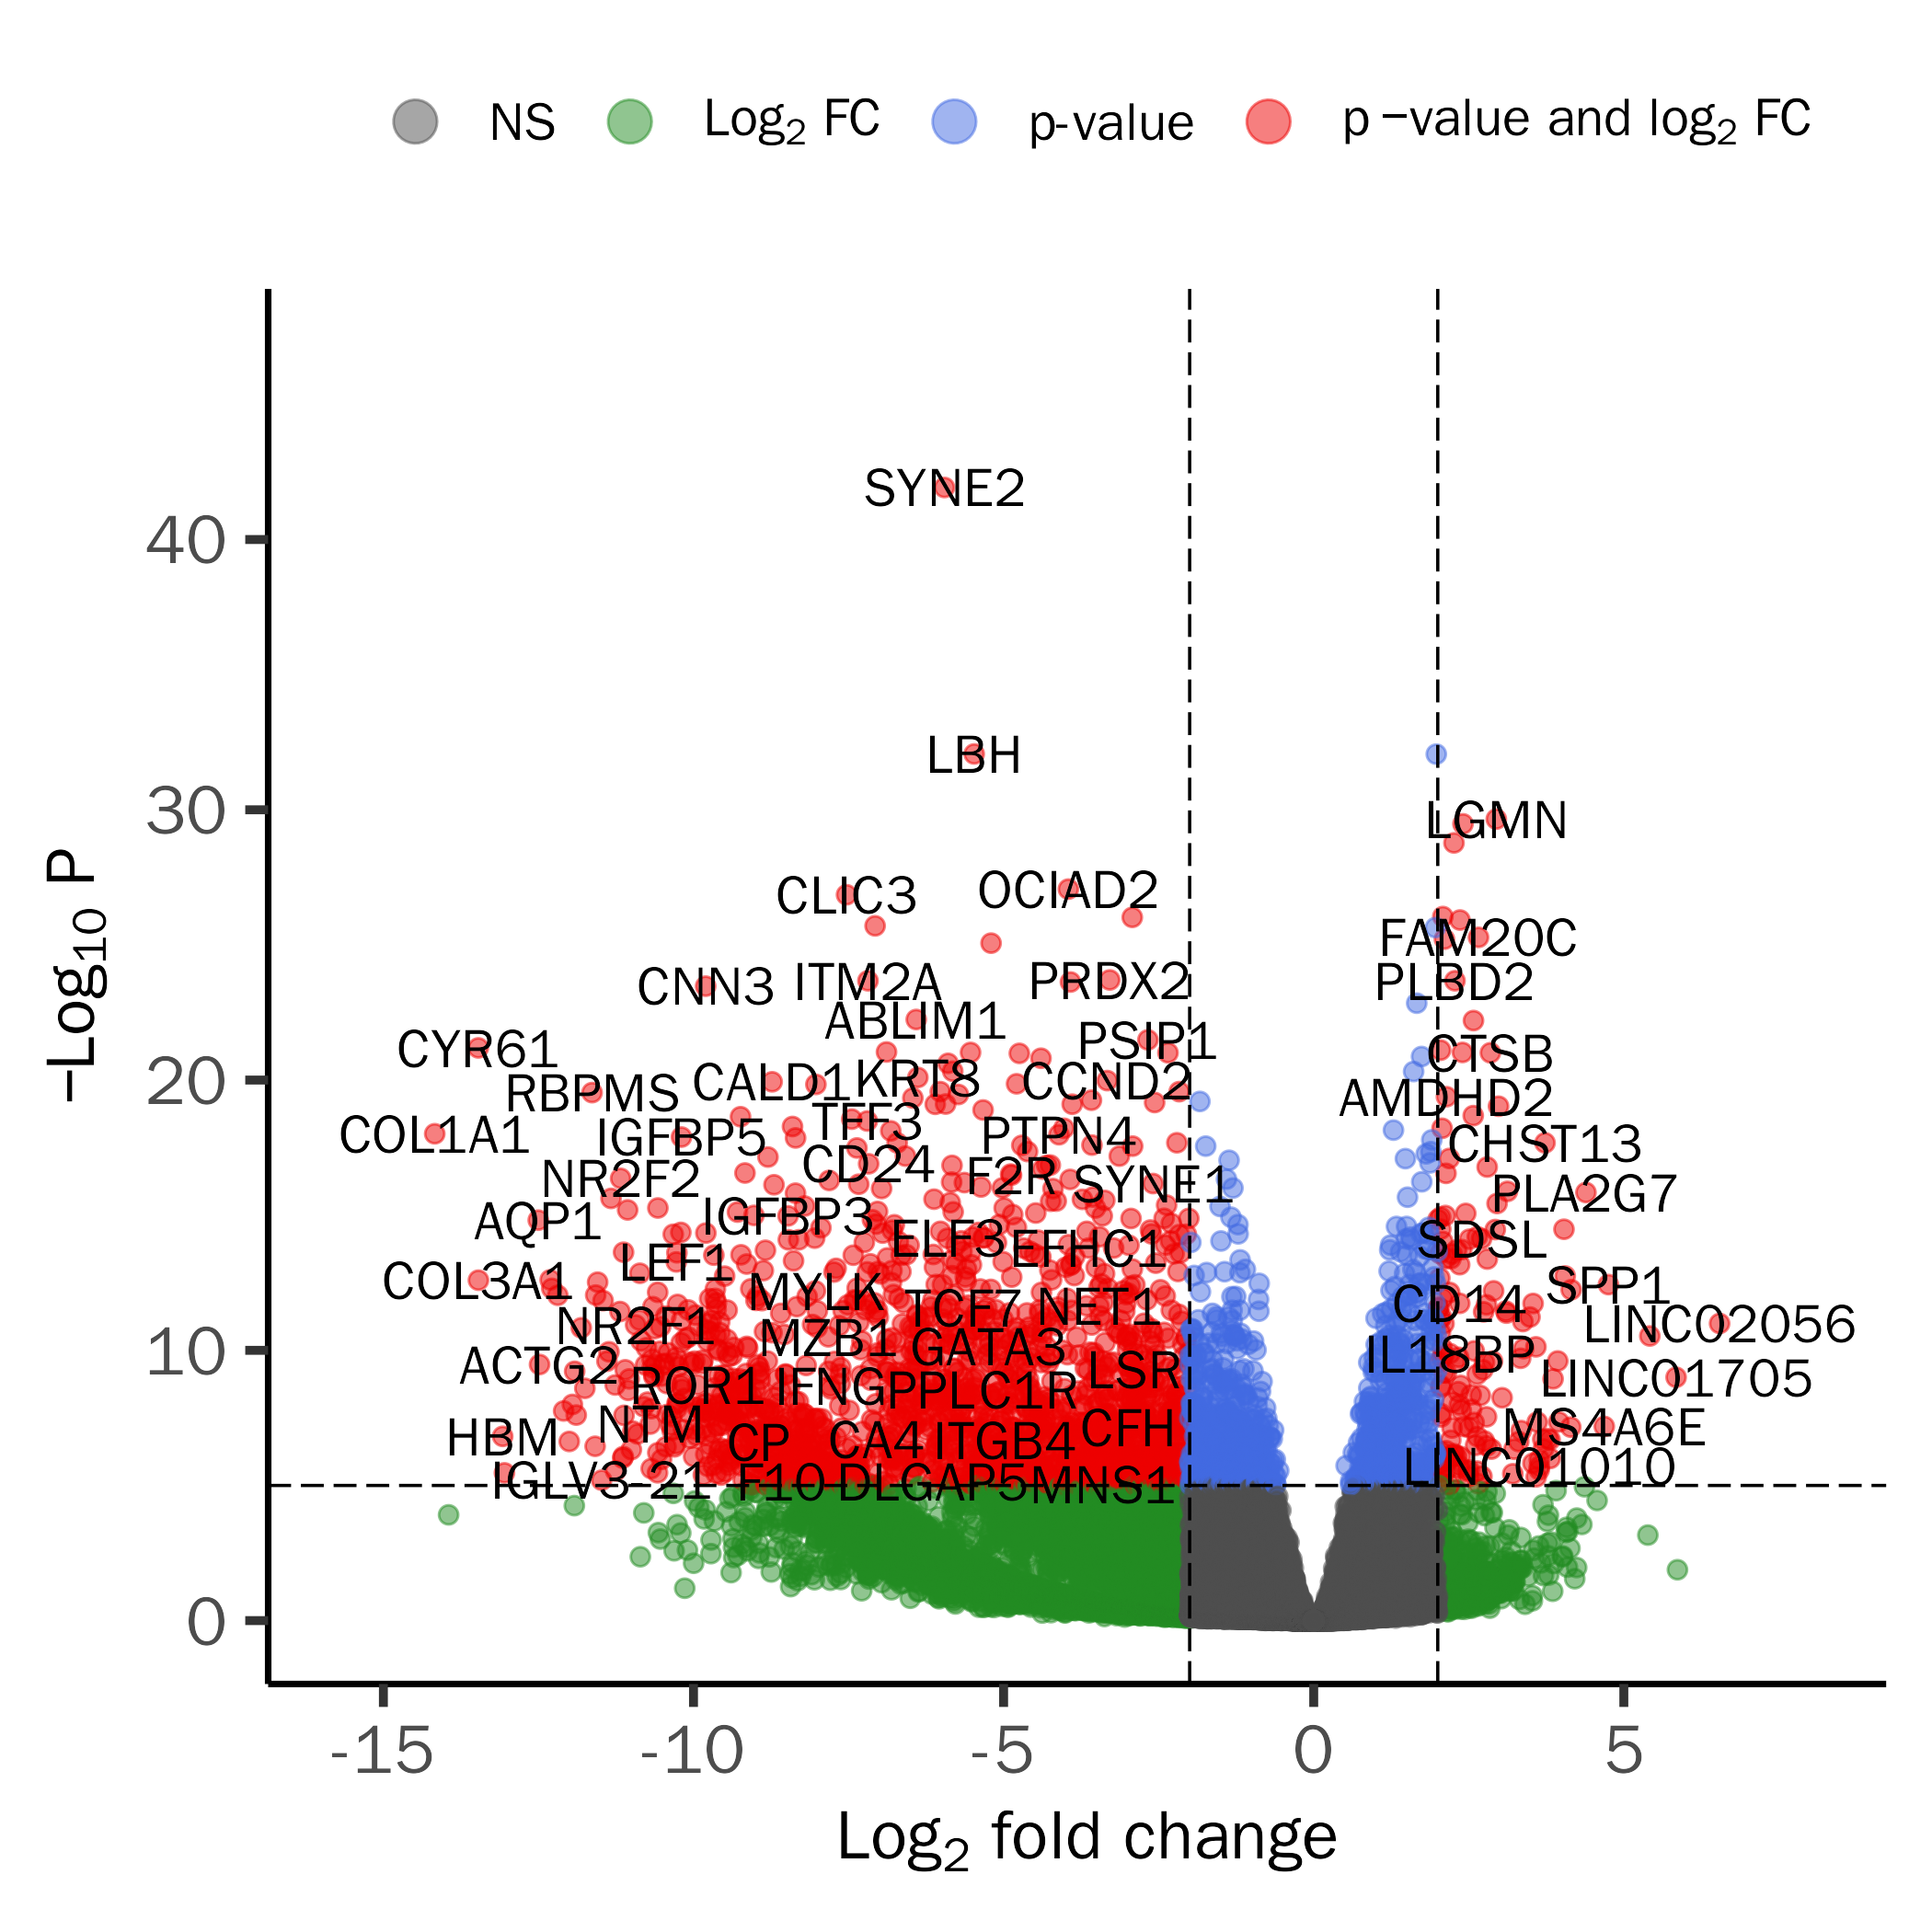 NS Log2 FC p-value p −value and log2 FC
SYNE2
40
LBH
30
LGMN
CLIC3 OCIAD2
FAM20C
CNN3 ITM2A PRDX2 PLBD2
ABLIM1
CYR61 PSIP1 CTSB
20
RBPMS CALD1 KRT8 CCND2 AMDHD2
TFF3
COL1A1 IGFBP5 PTPN4 CHST13
NR2F2 CD24 F2R SYNE1 PLA2G7
AQP1 IGFBP3
LEF1 ELF3 EFHC1 SDSL
COL3A1 MYLK SPP1
TCF7 NET1 CD14
NR2F1 MZB1 LINC02056
10
GATA3 IL18BP
ACTG2 LSR LINC01705
ROR1 IFNG PPLC1R
NTM MS4A6E
HBM CP CA4 ITGB4 CFH
LINC01010
IGLV3-21 F10 DLGAP5 MNS1
0
−Log10 P
-15 -10 -5 0 5
Log2 fold change